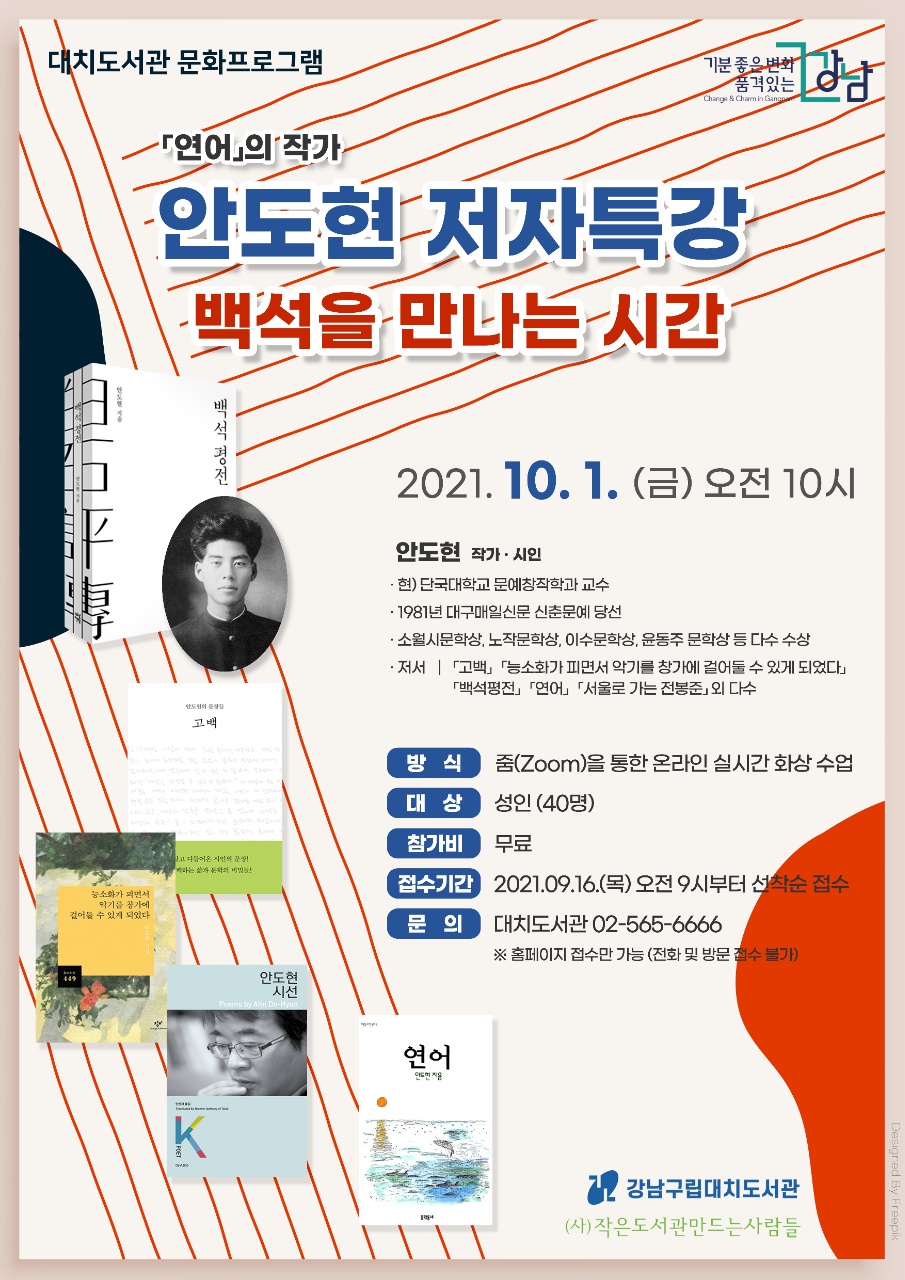 대치도서관 문화프로그램
기분 좋은 변화
품격있는
강남
Change & Charm in Gangnam
「연어」의 작가
안도현 저자특강
백석을 만나는 시간
안도현 지음
백석 평전
2021. 10. 1. (금) 오전 10시
안도현 작가 · 시인
· 현) 단국대학교 문예창작학과 교수
· 1981년 대구매일신문 신춘문예 당선
· 소월시문학상, 노작문학상, 이수문학상, 윤동주 문학상 등 다수 수상
· 저서 | 「고백」「능소화가 피면서 악기를 창가에 걸어둘 수 있게 되었다」
「백석평전」「연어」「서울로 가는 전봉준」외 다수
방 식 줌(Zoom)을 통한 온라인 실시간 화상 수업
대 상 성인 (40명)
참가비 무료
접수기간 2021.09.16.(목) 오전 9시부터 선착순 접수
문 의 대치도서관 02-565-6666
※ 홈페이지 접수만 가능 (전화 및 방문 접수 불가)
안도현의 문장들
고백
능소화가 피면서
악기를 창가에
걸어둘 수 있게 되었다
449
안도현
시선
Poems by Ahn Do-Hyun
K
POET
연어
안도현 지음
강남구립대치도서관
(사)작은도서관만드는사람들
Designed By Freepik